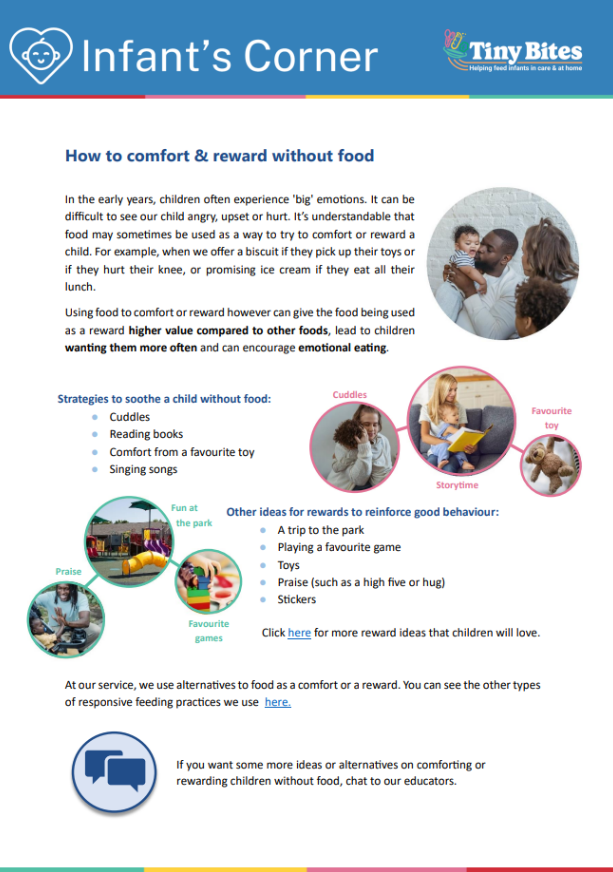 Infant's Corner
Tiny Bites
Helping feed infants in care & at home
How to comfort & reward without food
In the early years, children often experience 'big' emotions. It can be
difficult to see our child angry, upset or hurt. It's understandable that
food may sometimes be used as a way to try to comfort or reward a
child. For example, when we offer a biscuit if they pick up their toys or
if they hurt their knee, or promising ice cream if they eat all their
lunch.
Using food to comfort or reward however can give the food being used
as a reward higher value compared to other foods, lead to children
wanting them more often and can encourage emotional eating.
Strategies to soothe a child without food:
Cuddles
Reading books
Comfort from a favourite toy
Singing songs
Cuddles
Storytime
Favourite
toy
Praise
Fun at
the park
Favourite
games
Other ideas for rewards to reinforce good behaviour:
A trip to the park
Playing a favourite game
Toys
Praise (such as a high five or hug)
Stickers
Click here for more reward ideas that children will love.
At our service, we use alternatives to food as a comfort or a reward. You can see the other types
of responsive feeding practices we use here.
If you want some more ideas or alternatives on comforting or
rewarding children without food, chat to our educators.